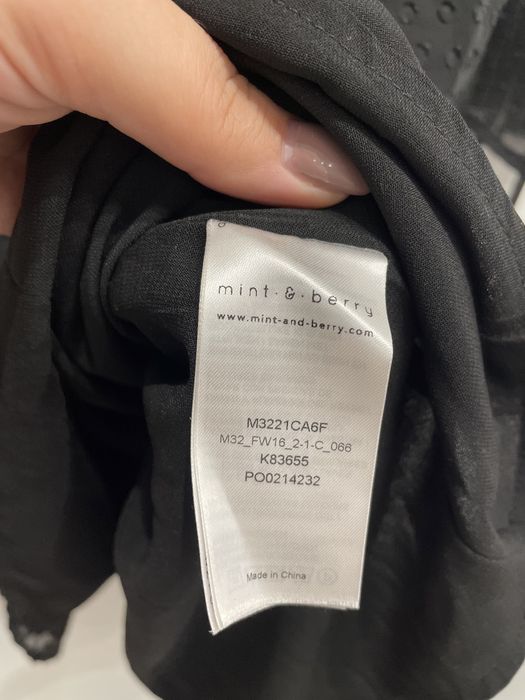 mint·&·berry
www.mint-and-berry.com
M3221CA6F
M32_FW16_2-1-C_066
K83655
PO0214232
Made in China